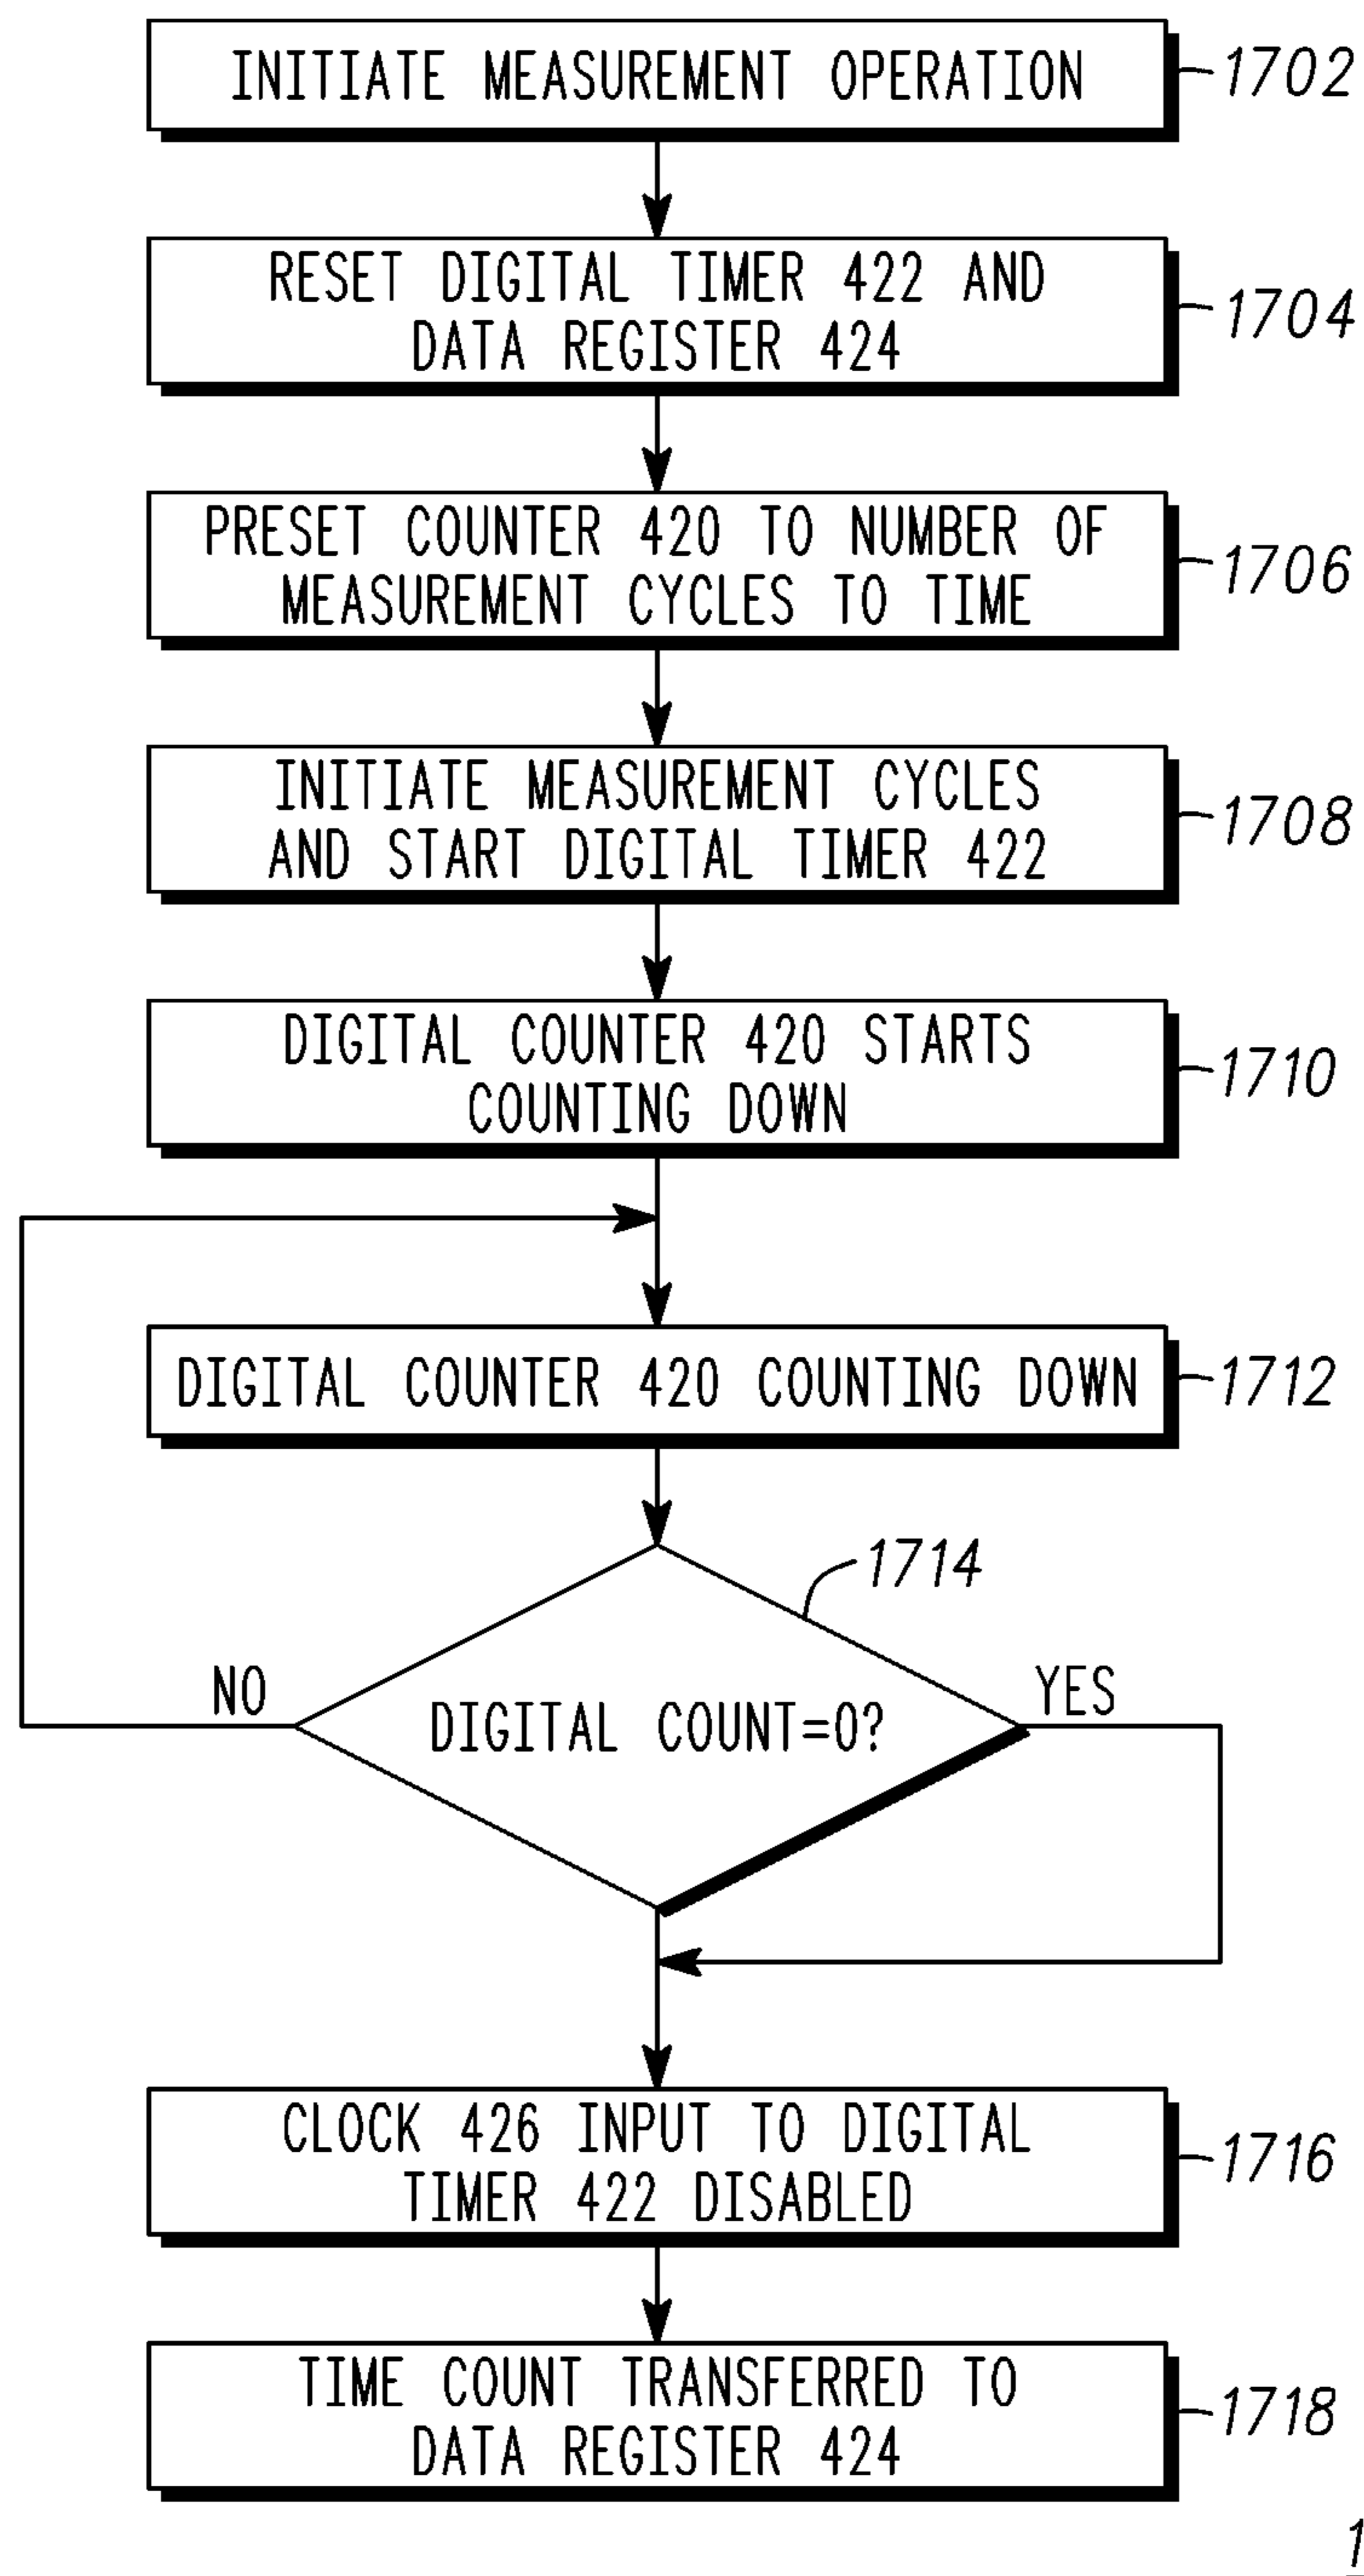 INITIATE MEASUREMENT OPERATION
1702
RESET DIGITAL TIMER 422 AND
DATA REGISTER 424
1704
PRESET COUNTER 420 TO NUMBER OF
MEASUREMENT CYCLES TO TIME
1706
INITIATE MEASUREMENT CYCLES
AND START DIGITAL TIMER 422
1708
DIGITAL COUNTER 420 STARTS
COUNTING DOWN
1710
DIGITAL COUNTER 420 COUNTING DOWN
1712
1714
NO
DIGITAL COUNT=0?
YES
CLOCK 426 INPUT TO DIGITAL
TIMER 422 DISABLED
1716
TIME COUNT TRANSFERRED TO
DATA REGISTER 424
1718
1